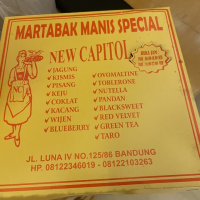 MARTABAK MANIS SPECIAL
NEW CAPITOL
JAGUNG
KISMIS
PISANG
KEJU
COKLAT
KACANG
WIJEN
BLUEBERRY
OVOMALTINE
TOBLERONE
NUTELLA
PANDAN
BLACKSWEET
RED VELVET
GREEN TEA
TARO
NC
JL. LUNA IV NO.125/86 BANDUNG
HP. 08122346019 - 08122103263